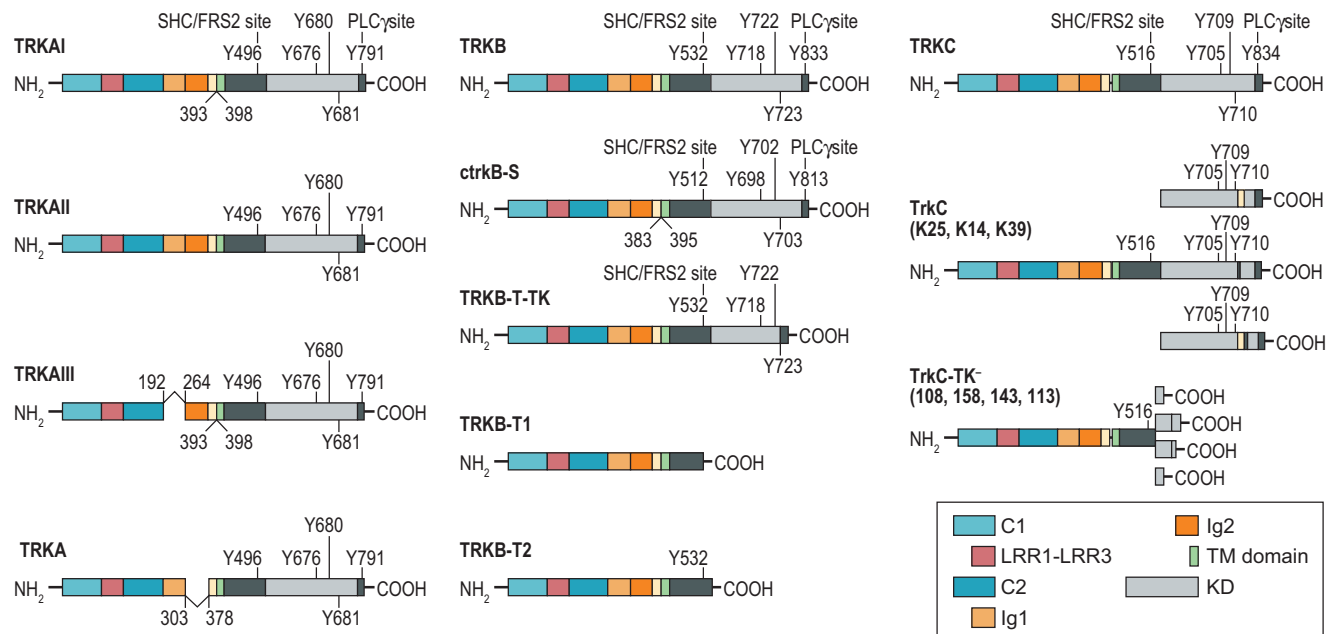 SHC/FRS2 site Y680 PLCγsite
TRKAI Y496 Y676 Y791
NH2 COOH
393 398 Y681
Y680
TRKAII Y496 Y676 Y791
NH2 COOH
Y681
Y680
TRKAIII 192 264 Y496 Y676 Y791
NH2 COOH
393 398 Y681
Y680
TRKA Y496 Y676 Y791
NH2 COOH
303 378 Y681
SHC/FRS2 site Y722 PLCγsite
TRKB Y532 Y718 Y833
NH2 COOH
Y723
SHC/FRS2 site Y702 PLCγsite
ctrkB-S Y512 Y698 Y813
NH2 COOH
383 395 Y703
SHC/FRS2 site Y722
TRKB-T-TK Y532 Y718
NH2 COOH
Y723
TRKB-T1
NH2 COOH
TRKB-T2 Y532
NH2 COOH
SHC/FRS2 site Y709 PLCγsite
TRKC Y516 Y705 Y834
NH2 COOH
Y710
Y709
Y705 Y710
COOH
TrkC
(K25, K14, K39)
Y709
Y516 Y705 Y710
NH2 COOH
Y709
Y705 Y710
COOH
TrkC-TK–
(108, 158, 143, 113)
Y516 COOH
COOH
NH2 COOH
COOH
C1 Ig2
LRR1-LRR3 TM domain
C2 KD
Ig1